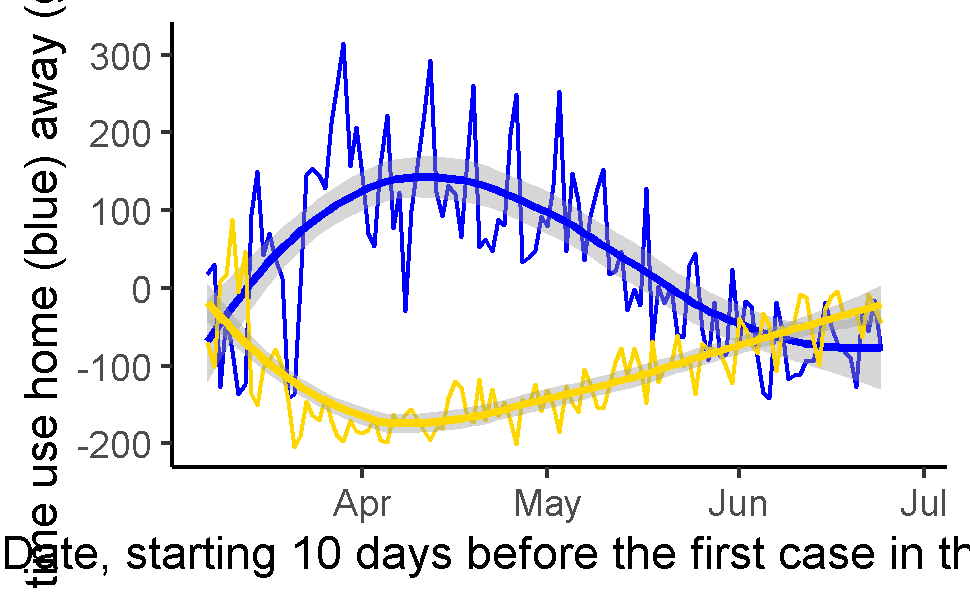 time use home (blue) away (
300
200
100
0
-100
-200
Apr May Jun Jul
Date, starting 10 days before the first case in th